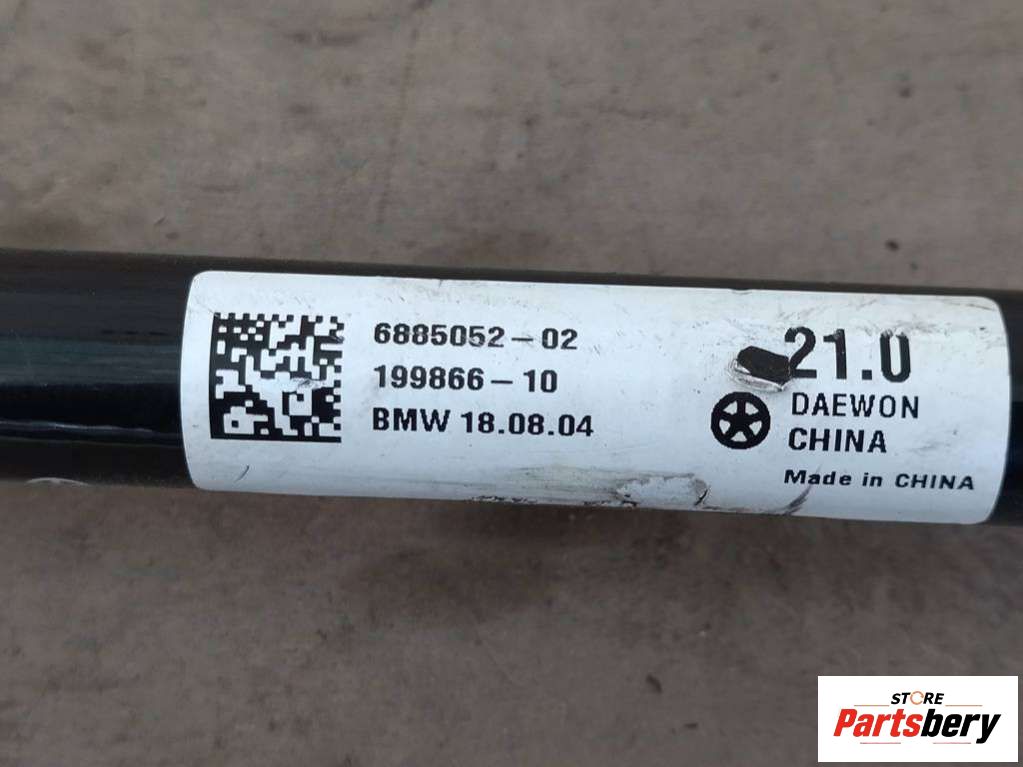 6885052-02
199866-10
BMW 18.08.04
21.0
DAEWON
CHINA
Made in CHINA
STORE
Partsbery